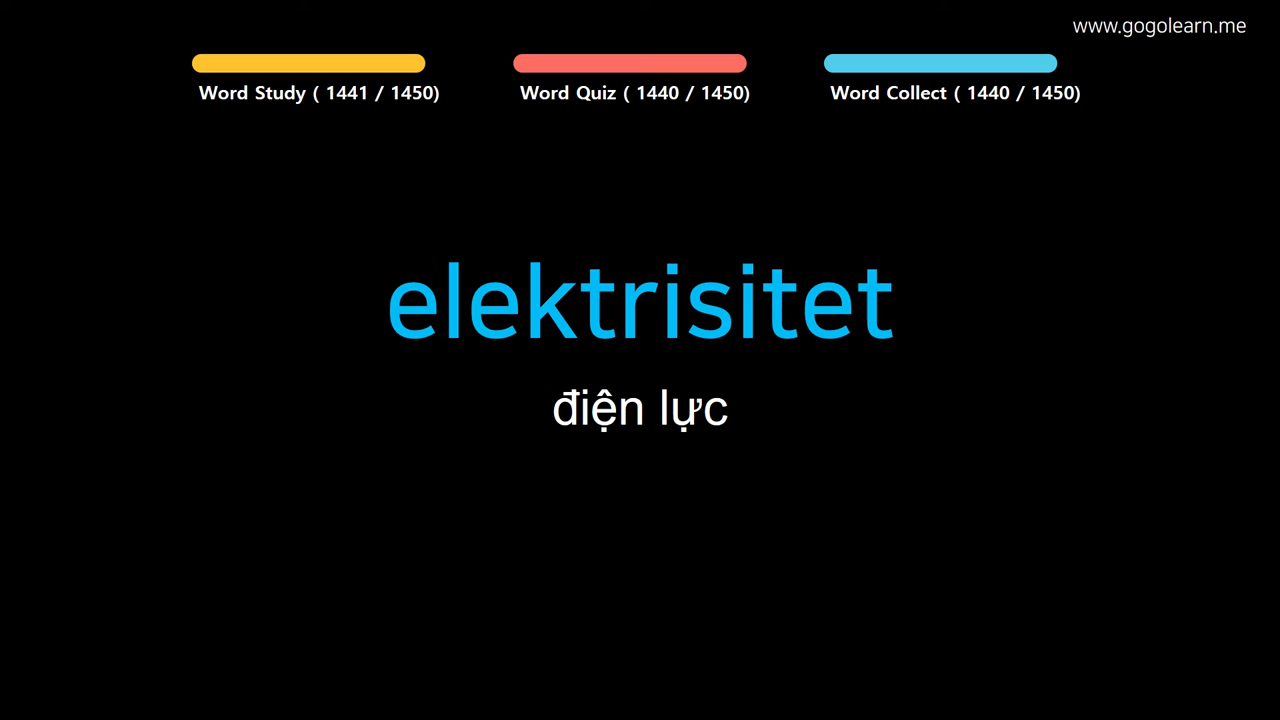 www.gogolearn.me
Word Study ( 1441 / 1450)
Word Quiz ( 1440 / 1450)
Word Collect ( 1440 / 1450)
elektrisitet
điện lực